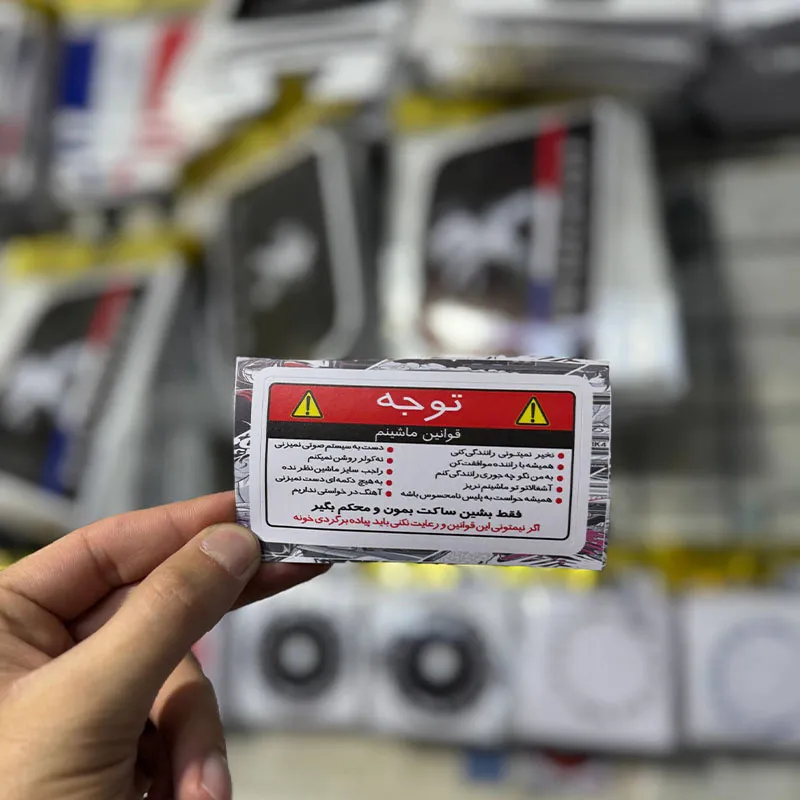 توجه
قوانین ماشینم
نخیر نمیتونی رانندگی کنی
همیشه با راننده موافقت کن
به من نگو چه جوری رانندگی کنم
آشغالاتو تو ماشینم نریز
همیشه حواست به پلیس نامحسوس باشه
دست به سیستم صوتی نمیزنی
نه کولر روشن نمیکنم
راجب سایز ماشین نظر نده
به هیچ دکمه ای دست نمیزنی
آهنگ در خواستی نداریم
فقط بشین ساکت بمون و محکم بگیر
اگر نیمتونی این قوانین و رعایت نکنی باید پیاده برگردی خونه